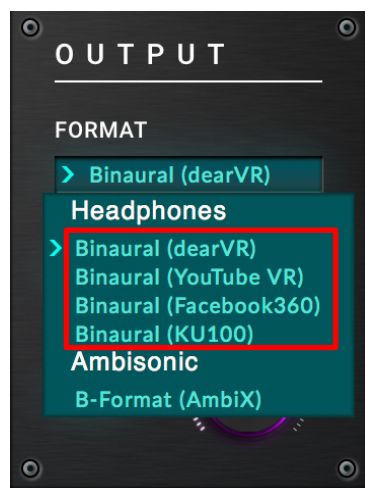 OUTPUT
FORMAT
Binaural (dearVR)
Headphones
Binaural (dearVR)
Binaural (YouTube VR)
Binaural (Facebook360)
Binaural (KU100)
Ambisonic
B-Format (AmbiX)